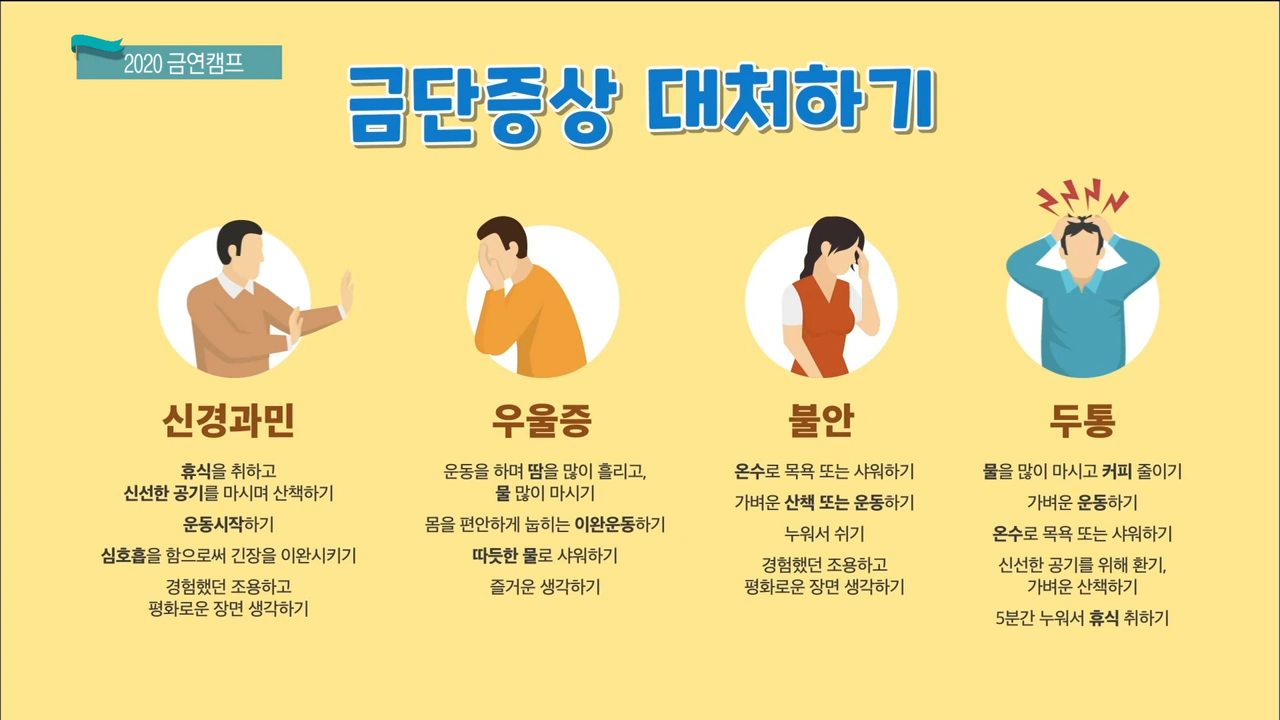 2020 금연캠프
금단증상 대처하기
신경과민
휴식을 취하고
신선한 공기를 마시며 산책하기
운동시작하기
심호흡을 함으로써 긴장을 이완시키기
경험했던 조용하고
평화로운 장면 생각하기
우울증
운동을 하며 땀을 많이 흘리고,
물 많이 마시기
몸을 편안하게 눕히는 이완운동하기
따듯한 물로 샤워하기
즐거운 생각하기
불안
온수로 목욕 또는 샤워하기
가벼운 산책 또는 운동하기
누워서 쉬기
경험했던 조용하고
평화로운 장면 생각하기
두통
물을 많이 마시고 커피 줄이기
가벼운 운동하기
온수로 목욕 또는 샤워하기
신선한 공기를 위해 환기,
가벼운 산책하기
5분간 누워서 휴식 취하기